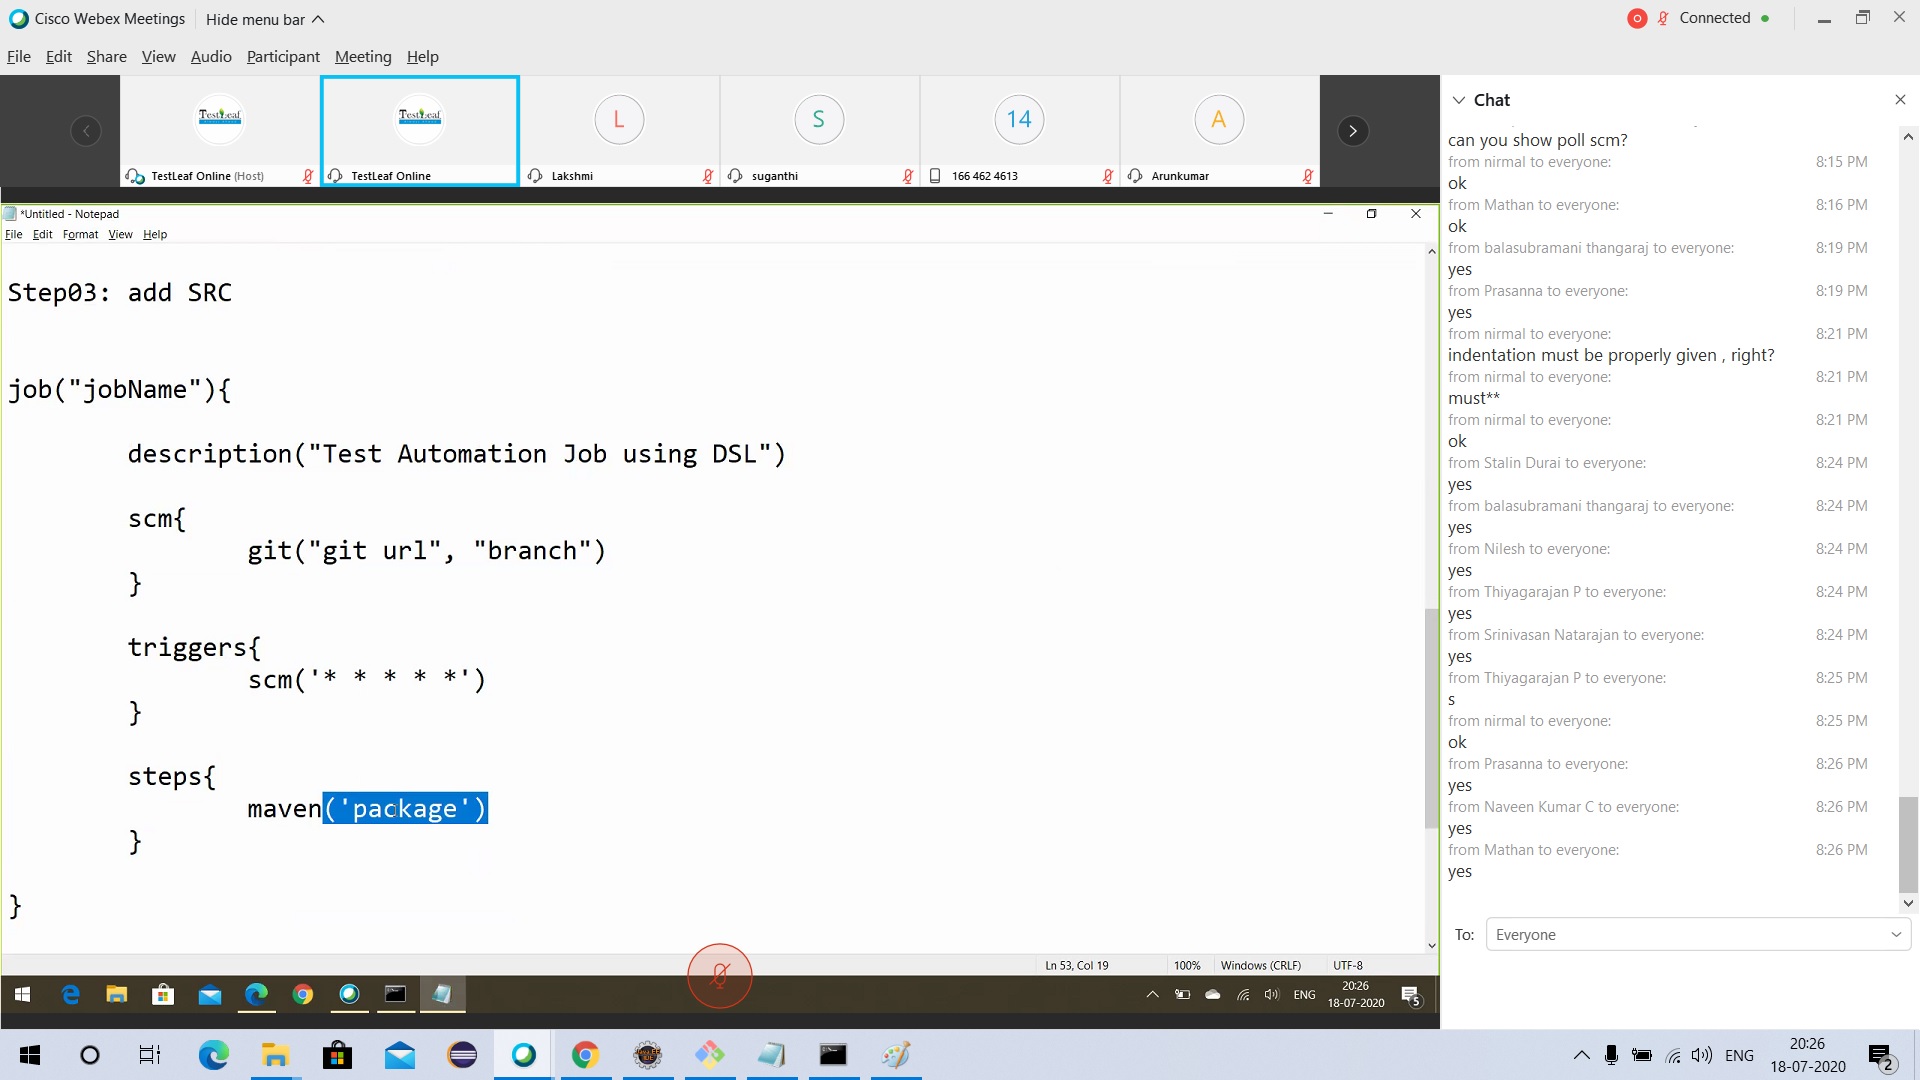 Cisco Webex Meetings
Hide menu bar
Connected
File Edit Share View Audio Participant Meeting Help
TestLeaf
TestLeaf
L
S
14
A
TestLeaf Online (Host)
TestLeaf Online
Lakshmi
suganthi
166 462 4613
Arunkumar
*Untitled - Notepad
File Edit Format View Help
Step03: add SRC
job("jobName"){
description("Test Automation Job using DSL")
scm{
git("git url", "branch")
}
triggers{
scm('* * * * *')
}
steps{
maven('package')
}
}
Ln 53, Col 19
100%
Windows (CRLF)
UTF-8
ENG
20:26
18-07-2020
5
Chat
can you show poll scm?
from nirmal to everyone: 8:15 PM
ok
from Mathan to everyone: 8:16 PM
ok
from balasubramani thangaraj to everyone: 8:19 PM
yes
from Prasanna to everyone: 8:19 PM
yes
from nirmal to everyone: 8:21 PM
indentation must be properly given , right?
from nirmal to everyone: 8:21 PM
must**
from nirmal to everyone: 8:21 PM
ok
from Stalin Durai to everyone: 8:24 PM
yes
from balasubramani thangaraj to everyone: 8:24 PM
yes
from Nilesh to everyone: 8:24 PM
yes
from Thiyagarajan P to everyone: 8:24 PM
yes
from Srinivasan Natarajan to everyone: 8:24 PM
yes
from Thiyagarajan P to everyone: 8:25 PM
s
from nirmal to everyone: 8:25 PM
ok
from Prasanna to everyone: 8:26 PM
yes
from Naveen Kumar C to everyone: 8:26 PM
yes
from Mathan to everyone: 8:26 PM
yes
To: Everyone
ENG
20:26
18-07-2020
2